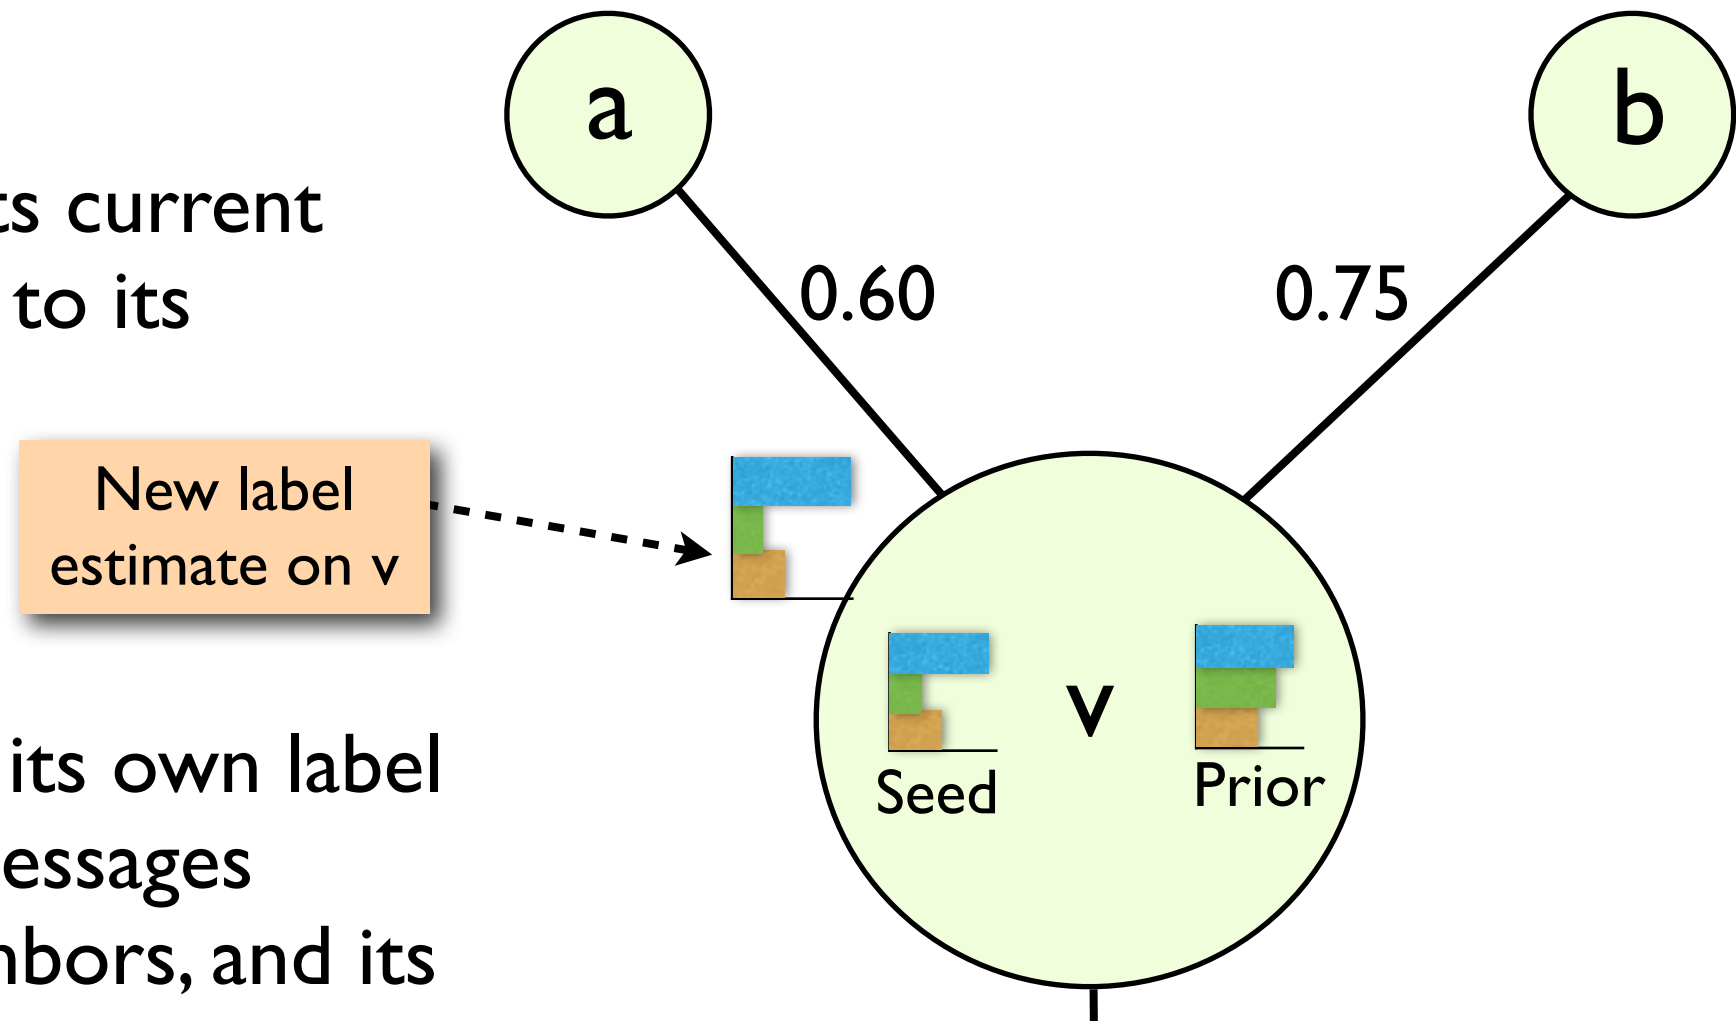 a
b
ts current
to its
0.60
0.75
New label
estimate on v
its own label
essages
nbors, and its
v
Seed
Prior